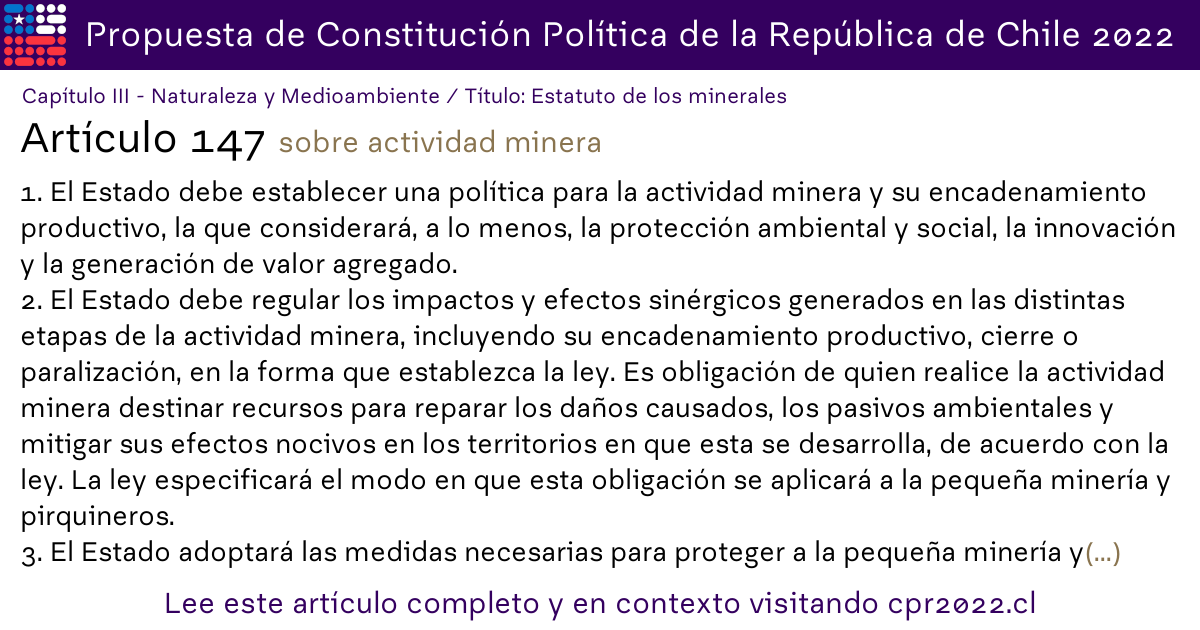 Propuesta de Constitución Política de la República de Chile 2022
Capítulo III - Naturaleza y Medioambiente / Título: Estatuto de los minerales
Artículo 147 sobre actividad minera
1. El Estado debe establecer una política para la actividad minera y su encadenamiento
productivo, la que considerará, a lo menos, la protección ambiental y social, la innovación
y la generación de valor agregado.
2. El Estado debe regular los impactos y efectos sinérgicos generados en las distintas
etapas de la actividad minera, incluyendo su encadenamiento productivo, cierre o
paralización, en la forma que establezca la ley. Es obligación de quien realice la actividad
minera destinar recursos para reparar los daños causados, los pasivos ambientales y
mitigar sus efectos nocivos en los territorios en que esta se desarrolla, de acuerdo con la
ley. La ley especificará el modo en que esta obligación se aplicará a la pequeña minería y
pirquineros.
3. El Estado adoptará las medidas necesarias para proteger a la pequeña minería y(...)
Lee este artículo completo y en contexto visitando cpr2022.cl